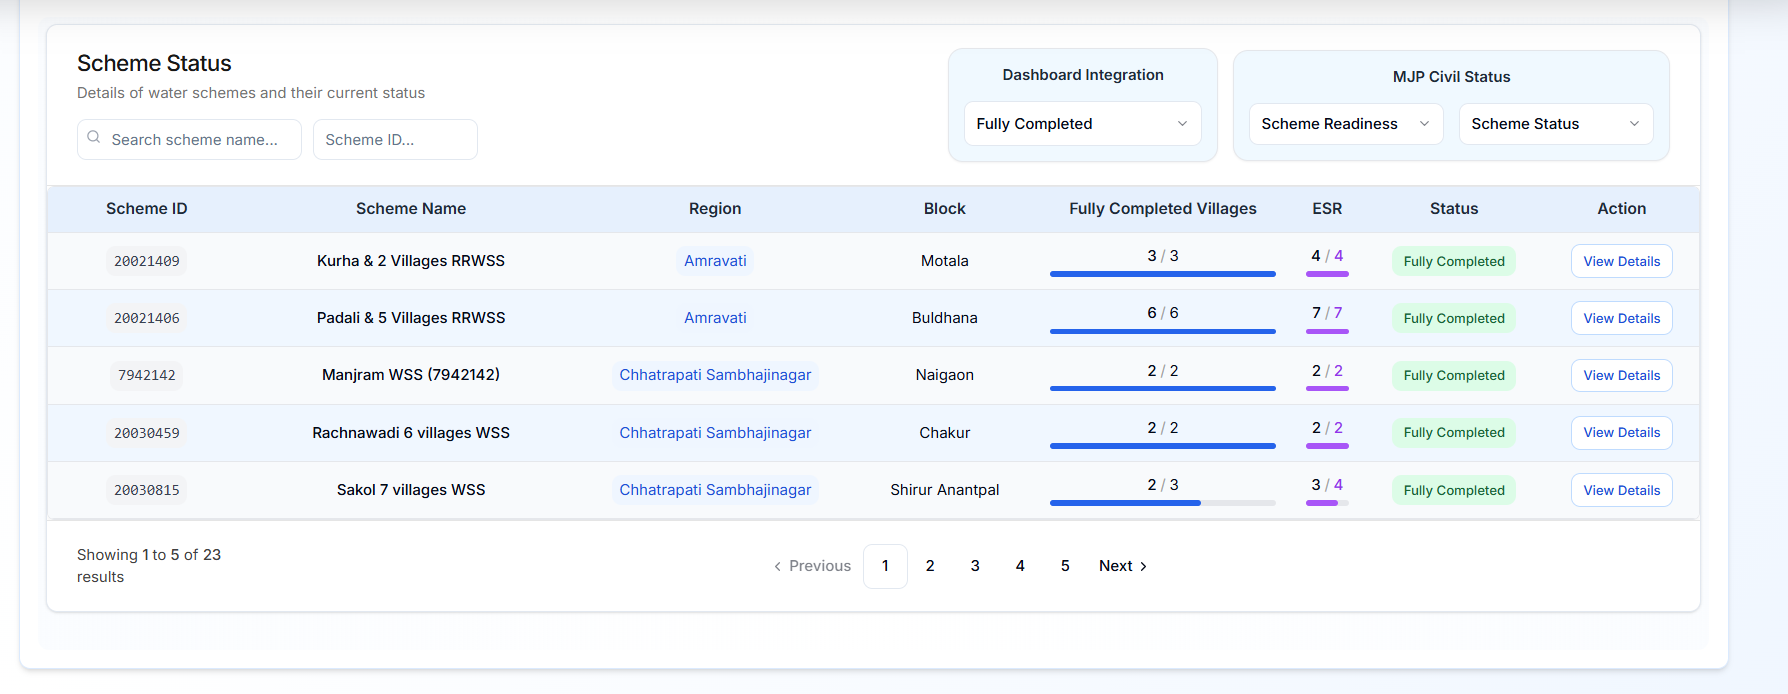 Scheme Status
Details of water schemes and their current status
Search scheme name...
Scheme ID...
Dashboard Integration
Fully Completed
MJP Civil Status
Scheme Readiness
Scheme Status
Scheme ID Scheme Name Region Block Fully Completed Villages ESR Status Action
20021409 Kurha & 2 Villages RRWSS Amravati Motala 3 / 3 4 / 4 Fully Completed View Details
20021406 Padali & 5 Villages RRWSS Amravati Buldhana 6 / 6 7 / 7 Fully Completed View Details
7942142 Manjram WSS (7942142) Chhatrapati Sambhajinagar Naigaon 2 / 2 2 / 2 Fully Completed View Details
20030459 Rachnawadi 6 villages WSS Chhatrapati Sambhajinagar Chakur 2 / 2 2 / 2 Fully Completed View Details
20030815 Sakol 7 villages WSS Chhatrapati Sambhajinagar Shirur Anantpal 2 / 3 3 / 4 Fully Completed View Details
Showing 1 to 5 of 23
results
Previous 1 2 3 4 5 Next